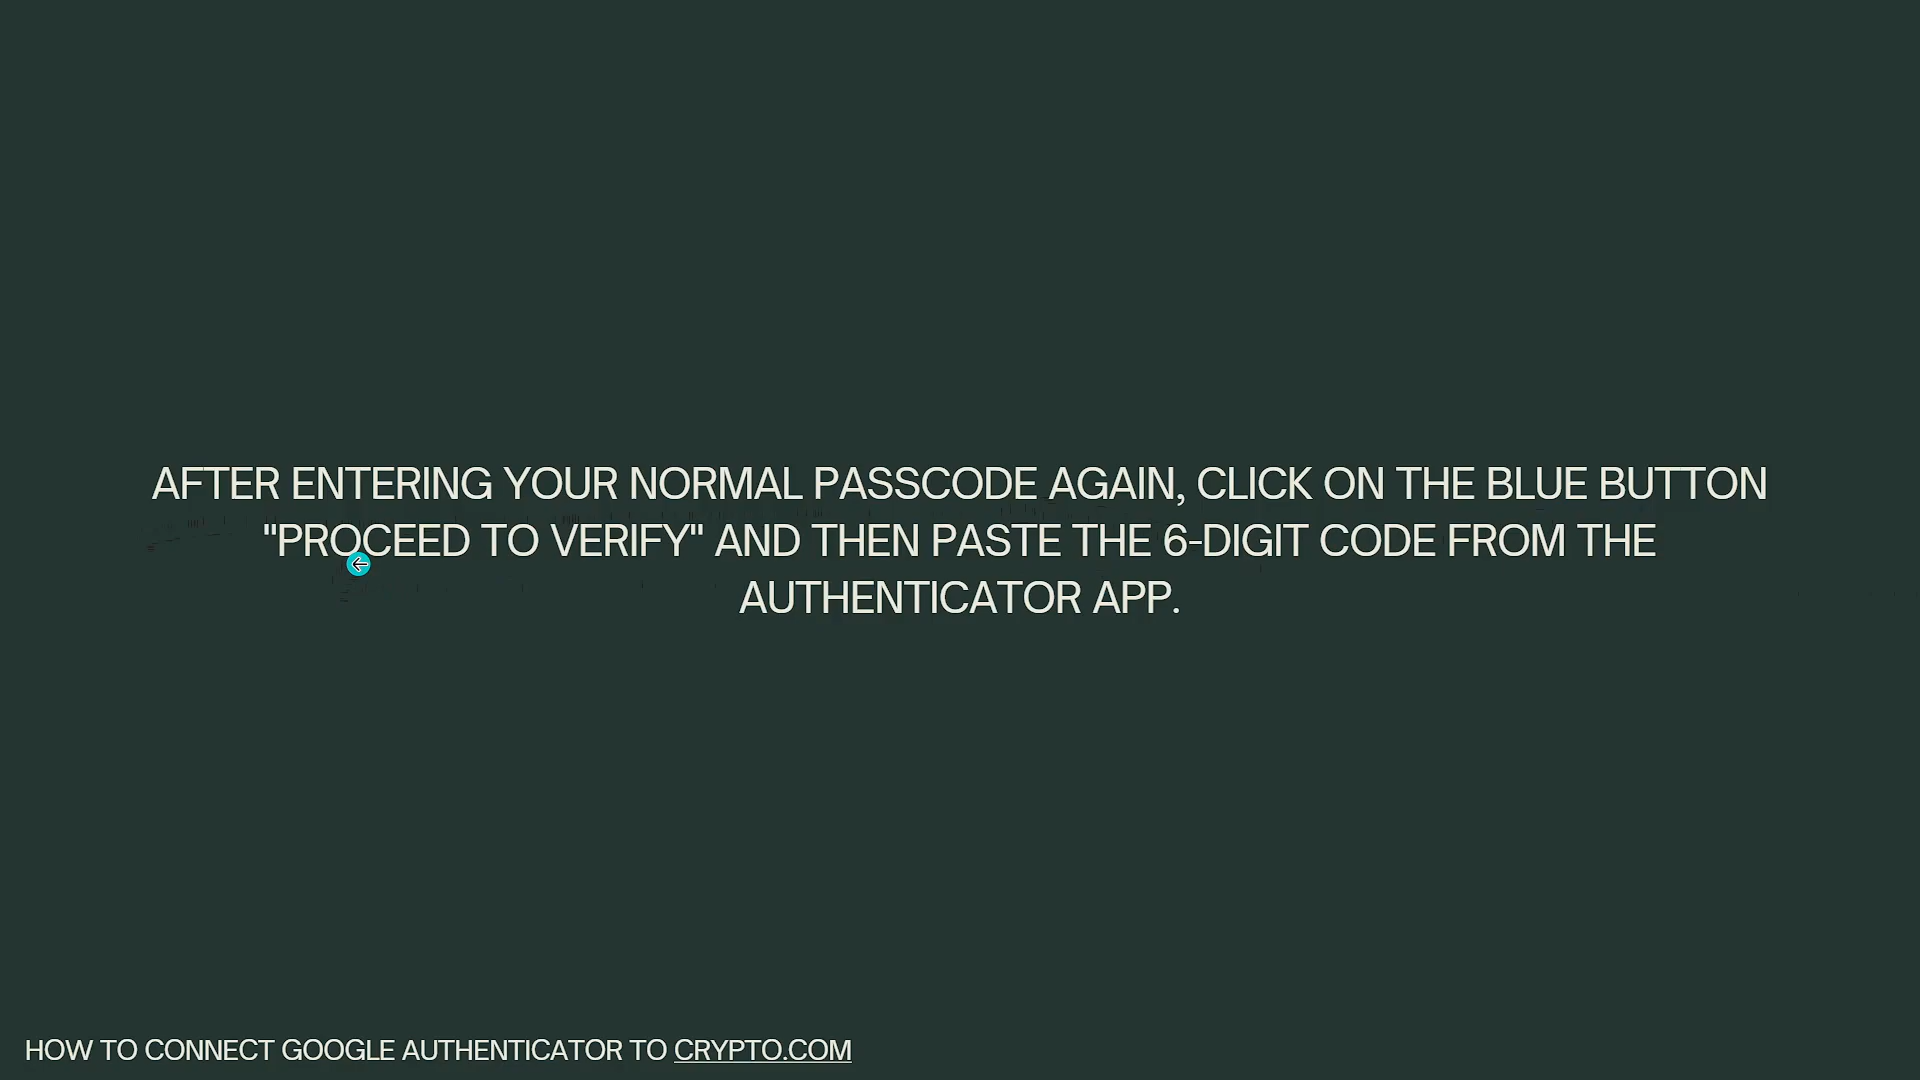 AFTER ENTERING YOUR NORMAL PASSCODE AGAIN, CLICK ON THE BLUE BUTTON
"PROCEED TO VERIFY" AND THEN PASTE THE 6-DIGIT CODE FROM THE
AUTHENTICATOR APP.
HOW TO CONNECT GOOGLE AUTHENTICATOR TO CRYPTO.COM